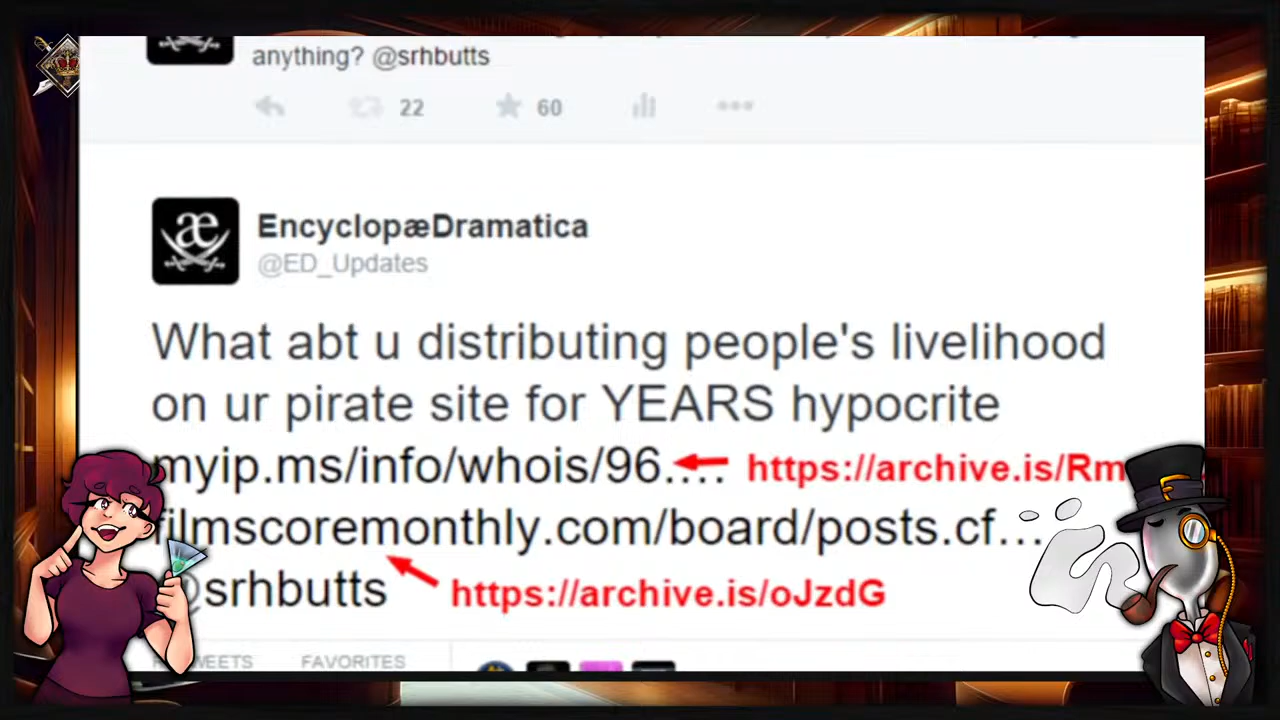 anything? @srhbutts
22 60
EncyclopæDramatica
@ED_Updates
What abt u distributing people's livelihood
on ur pirate site for YEARS hypocrite
myip.ms/info/whois/96.… https://archive.is/Rm
filmscoremonthly.com/board/posts.cf…
@srhbutts https://archive.is/oJzdG
FAVORITES